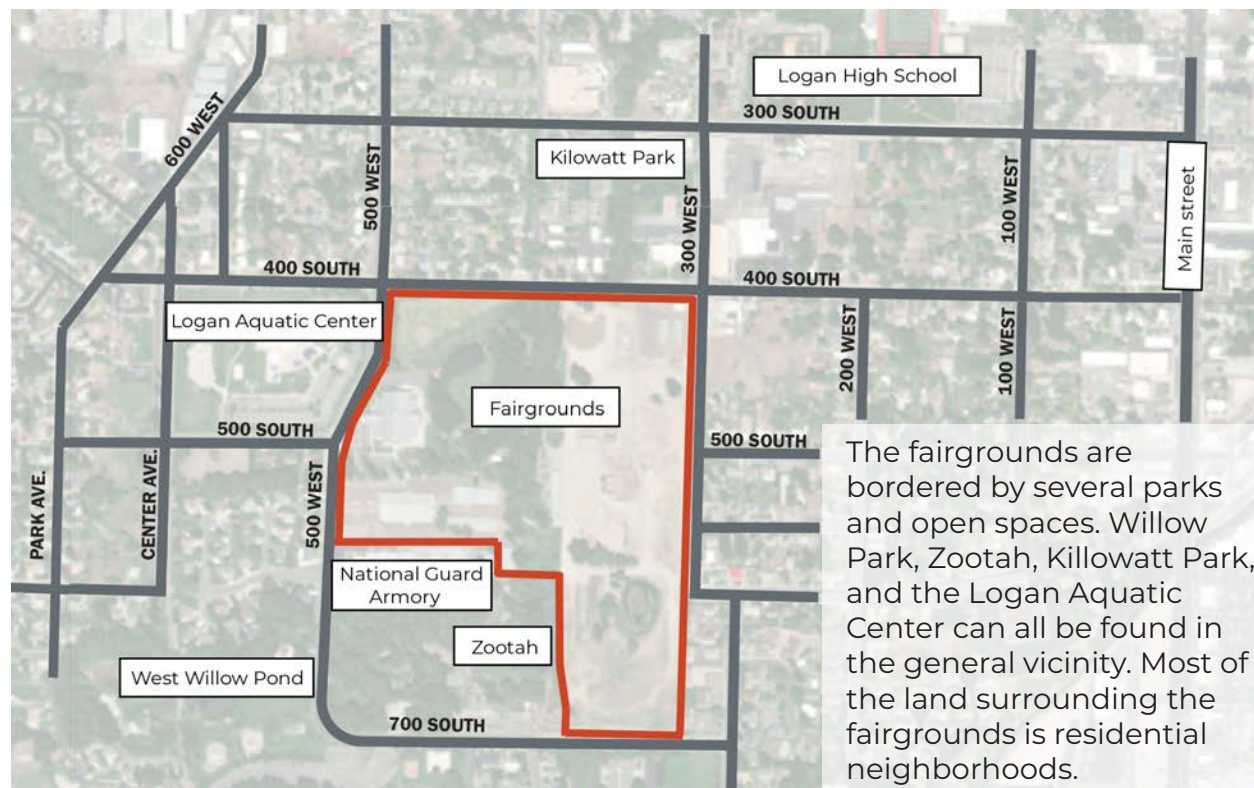 Logan High School
300 SOUTH
600 WEST
Kilowatt Park
500 WEST
300 WEST
100 WEST
Main street
400 SOUTH
400 SOUTH
Logan Aquatic Center
200 WEST
100 WEST
Fairgrounds
500 SOUTH
500 SOUTH
PARK AVE.
CENTER AVE.
500 WEST
National Guard
Armory
Zootah
West Willow Pond
700 SOUTH
The fairgrounds are
bordered by several parks
and open spaces. Willow
Park, Zootah, Killowatt Park,
and the Logan Aquatic
Center can all be found in
the general vicinity. Most of
the land surrounding the
fairgrounds is residential
neighborhoods.